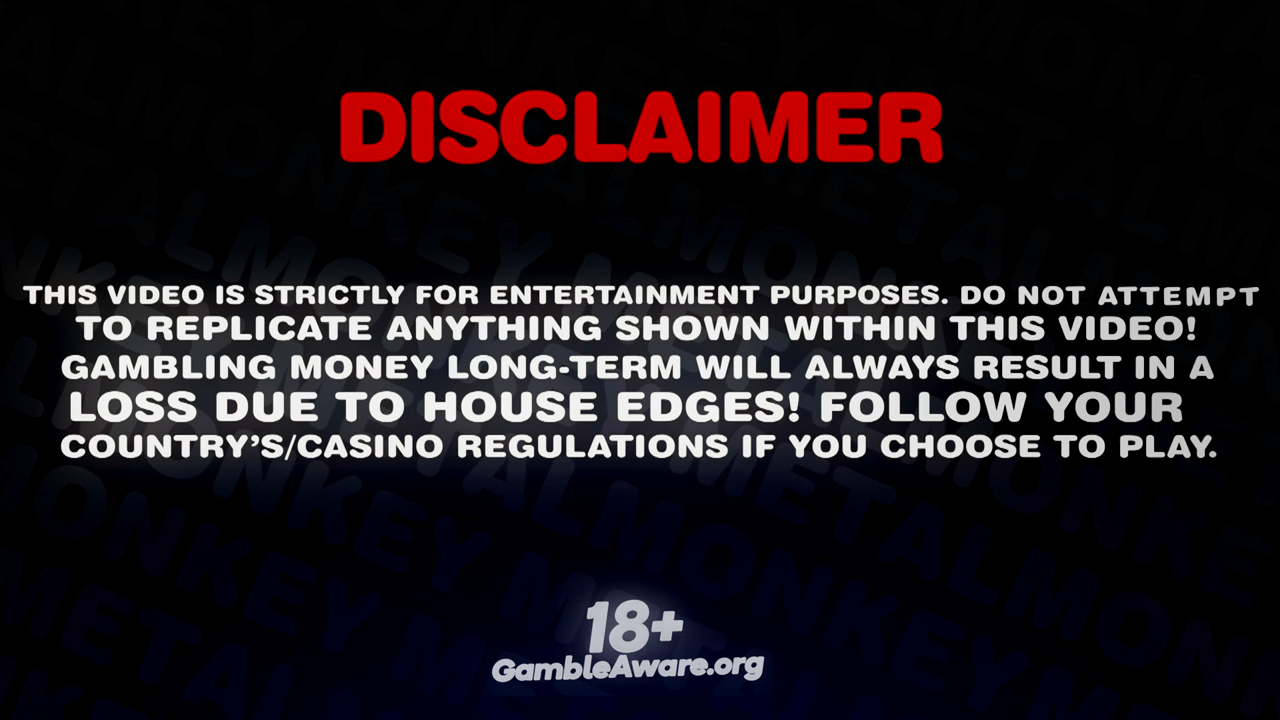 DISCLAIMER
THIS VIDEO IS STRICTLY FOR ENTERTAINMENT PURPOSES. DO NOT ATTEMPT
TO REPLICATE ANYTHING SHOWN WITHIN THIS VIDEO!
GAMBLING MONEY LONG-TERM WILL ALWAYS RESULT IN A
LOSS DUE TO HOUSE EDGES! FOLLOW YOUR
COUNTRY’S/CASINO REGULATIONS IF YOU CHOOSE TO PLAY.
18+
GambleAware.org